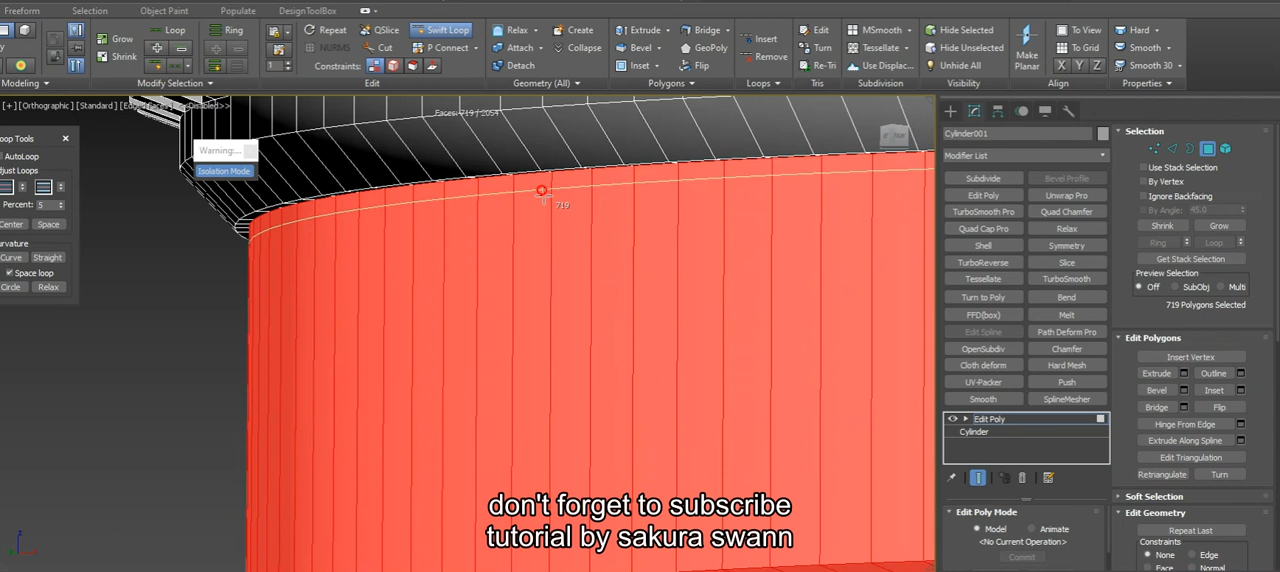 Freeform Selection Object Paint Populate DesignToolBox
Grow Loop Ring Repeat QSlice Swift Loop Relax Create Extrude Bridge Insert Edit MSmooth Hide Selected Make Planar To View Hard
Shrink NURMS Cut P Connect Attach Collapse Bevel GeoPoly Remove Turn Tessellate Hide Unselected To Grid Smooth
1 Constraints: Detach Inset Flip Re-Tri Use Displac... Unhide All X Y Z Smooth 30
Modeling Modify Selection Edit Geometry (All) Polygons Loops Tris Subdivision Visibility Align Properties
[+] [Orthographic] [Standard]
Faces: 719 / 2054
Loop Tools
AutoLoop
Adjust Loops
Percent: 5
Center Space
Curvature
Curve Straight
Space loop
Circle Relax
Warning:...
Isolation Mode
719
don't forget to subscribe
tutorial by sakura swann
Cylinder001
Modifier List
Subdivide Bevel Profile
Edit Poly Unwrap Pro
TurboSmooth Pro Quad Chamfer
Quad Cap Pro Relax
Shell Symmetry
TurboReverse Slice
Tessellate TurboSmooth
Turn to Poly Bend
FFD(box) Melt
Edit Spline Path Deform Pro
OpenSubdiv Chamfer
Cloth deform Hard Mesh
UV-Packer Push
Smooth SplineMesher
Edit Poly
Cylinder
Edit Poly Mode
Model Animate
<No Current Operation>
Commit
Selection
Use Stack Selection
By Vertex
Ignore Backfacing
By Angle: 45.0
Shrink Grow
Ring Loop
Get Stack Selection
Preview Selection
Off SubObj Multi
719 Polygons Selected
Edit Polygons
Insert Vertex
Extrude Outline
Bevel Inset
Bridge Flip
Hinge From Edge
Extrude Along Spline
Edit Triangulation
Retriangulate Turn
Soft Selection
Edit Geometry
Repeat Last
Constraints
None Edge
Face Normal